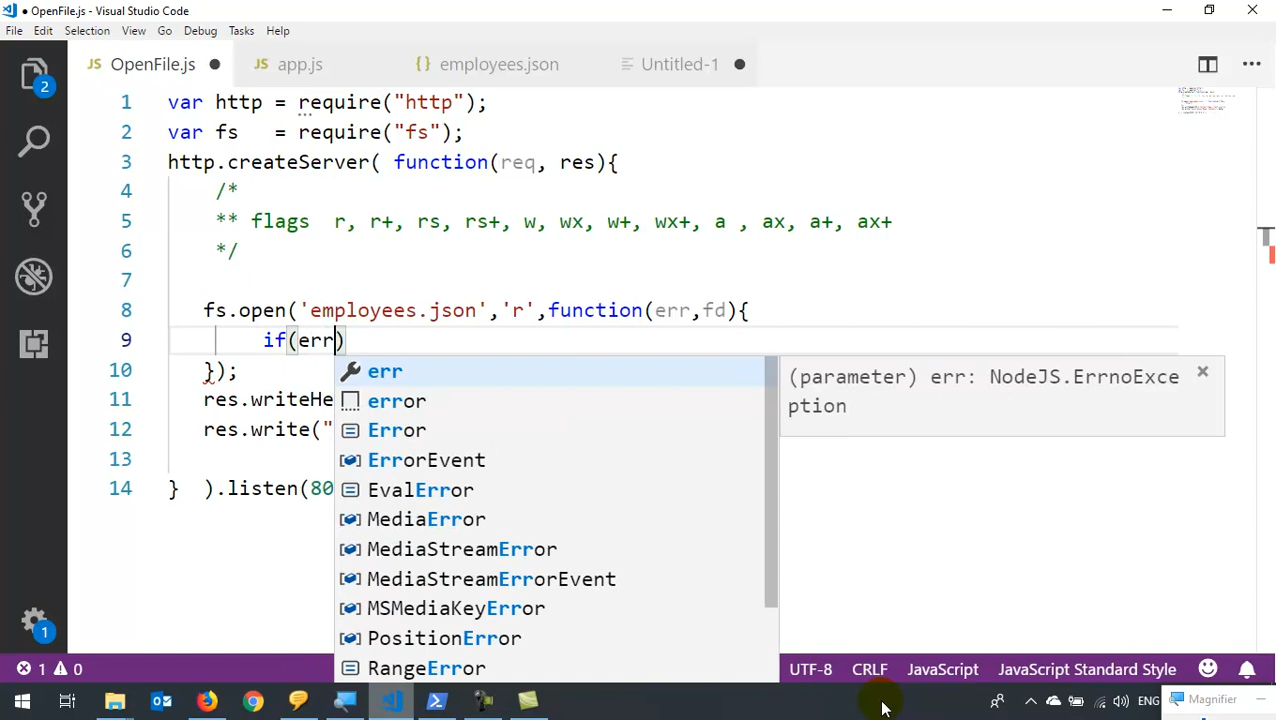 ● OpenFile.js - Visual Studio Code
File Edit Selection View Go Debug Tasks Help
JS OpenFile.js ● JS app.js {} employees.json Untitled-1 ●
2
1 var http = require("http");
2 var fs = require("fs");
3 http.createServer( function(req, res){
4 /*
5 ** flags r, r+, rs, rs+, w, wx, w+, wx+, a , ax, a+, ax+
6 */
7
8 fs.open('employees.json','r',function(err,fd){
9 if(err)
10 });
11 res.writeHe
12 res.write("
13
14 } ).listen(80
err
error
Error
ErrorEvent
EvalError
MediaError
MediaStreamError
MediaStreamErrorEvent
MSMediaKeyError
PositionError
RangeError
(parameter) err: NodeJS.ErrnoExce
ption
1
1 0 UTF-8 CRLF JavaScript JavaScript Standard Style
ENG Magnifier